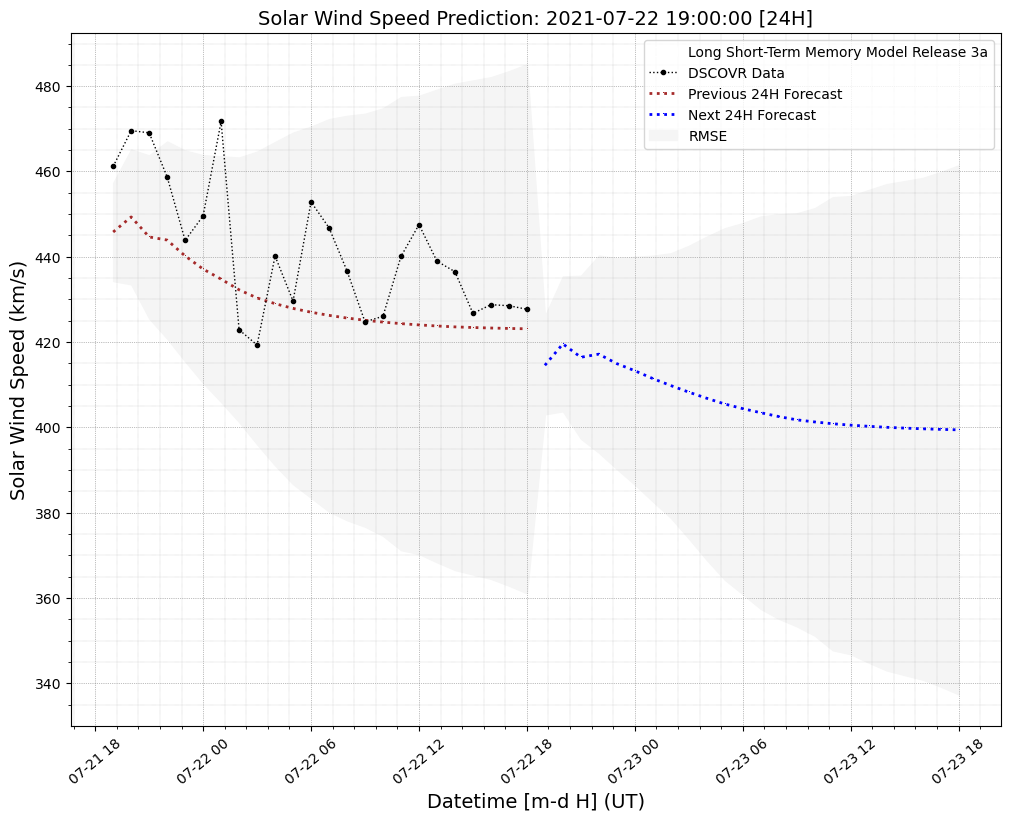 Solar Wind Speed Prediction: 2021-07-22 19:00:00 [24H]
Long Short-Term Memory Model Release 3a
DSCOVR Data
Previous 24H Forecast
Next 24H Forecast
RMSE
Solar Wind Speed (km/s)
480
460
440
420
400
380
360
340
07-21 18
07-22 00
07-22 06
07-22 12
07-22 18
07-23 00
07-23 06
07-23 12
07-23 18
Datetime [m-d H] (UT)